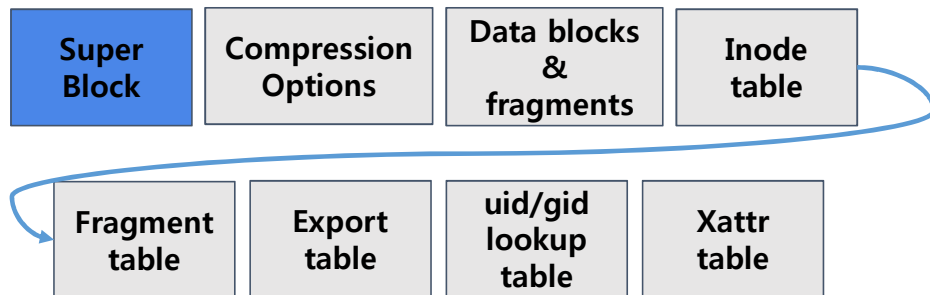 Super
Block
Compression
Options
Data blocks
&
fragments
Inode
table
Fragment
table
Export
table
uid/gid
lookup
table
Xattr
table